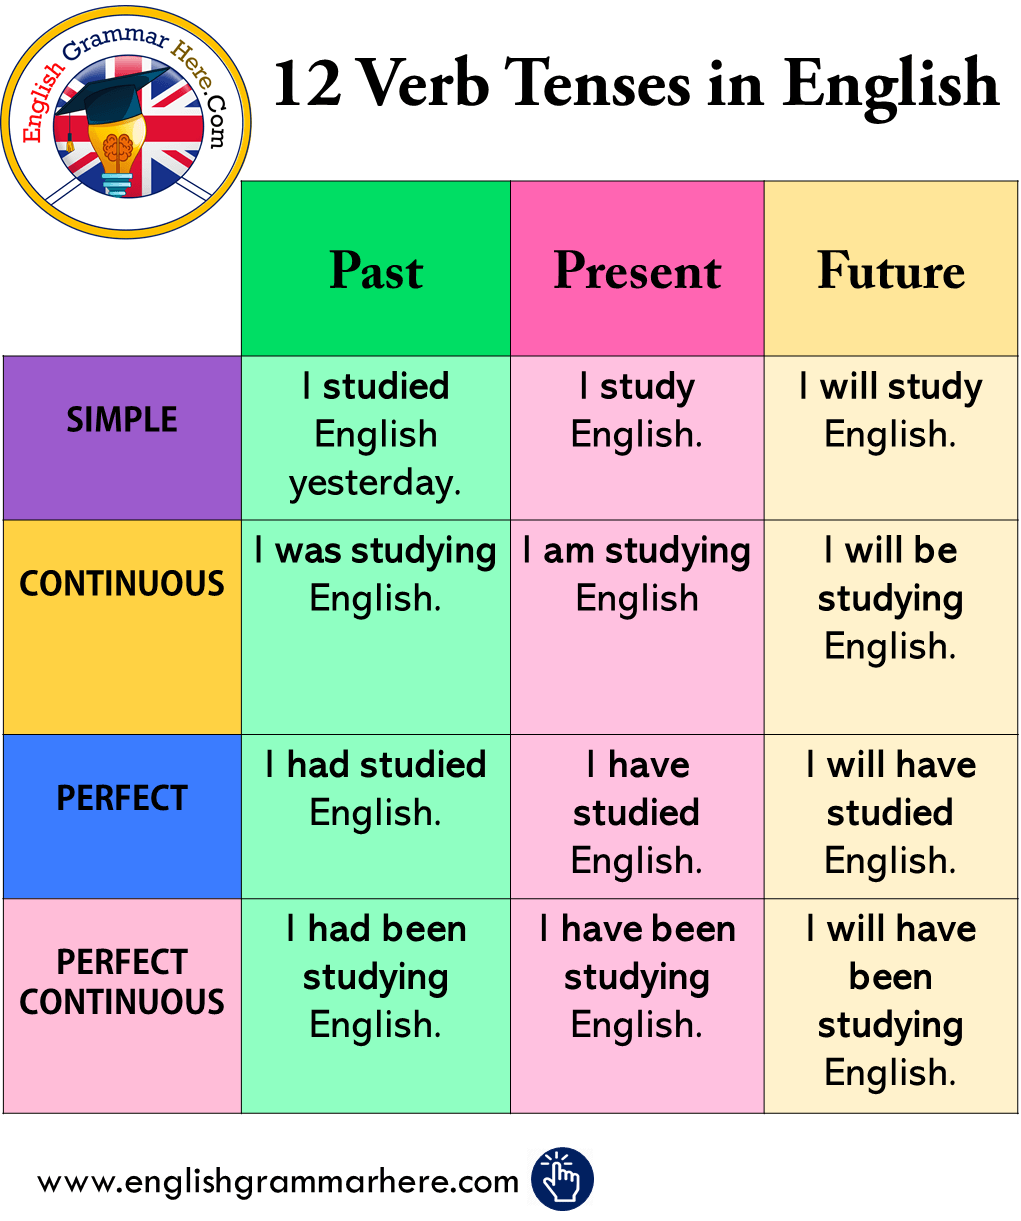 English Grammar Here.Com
12 Verb Tenses in English
Past Present Future
SIMPLE
I studied
English
yesterday.
I study
English.
I will study
English.
CONTINUOUS
I was studying
English.
I am studying
English
I will be
studying
English.
PERFECT
I had studied
English.
I have
studied
English.
I will have
studied
English.
PERFECT
CONTINUOUS
I had been
studying
English.
I have been
studying
English.
I will have
been
studying
English.
www.englishgrammarhere.com